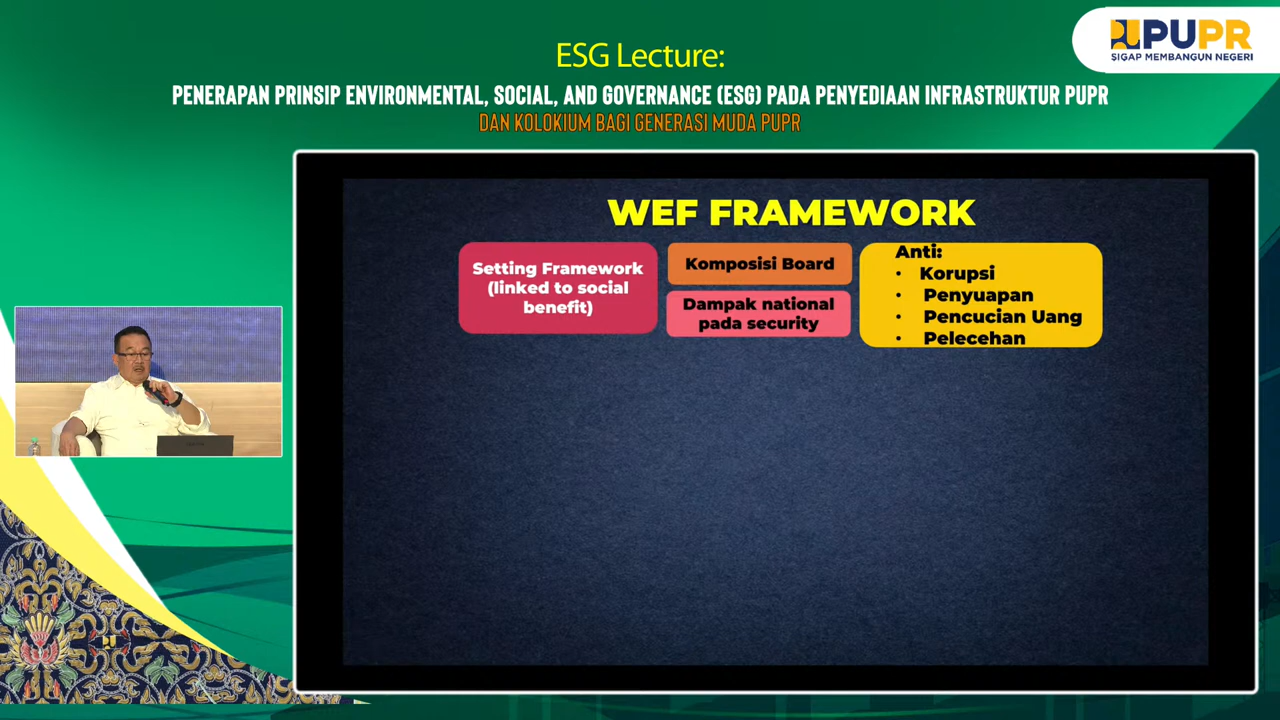 ESG Lecture:
PENERAPAN PRINSIP ENVIRONMENTAL, SOCIAL, AND GOVERNANCE (ESG) PADA PENYEDIAAN INFRASTRUKTUR PUPR
DAN KOLOKIUM BAGI GENERASI MUDA PUPR
PUPR
SIGAP MEMBANGUN NEGERI
WEF FRAMEWORK
Setting Framework
(linked to social
benefit)
Komposisi Board
Dampak national
pada security
Anti:
• Korupsi
• Penyuapan
• Pencucian Uang
• Pelecehan